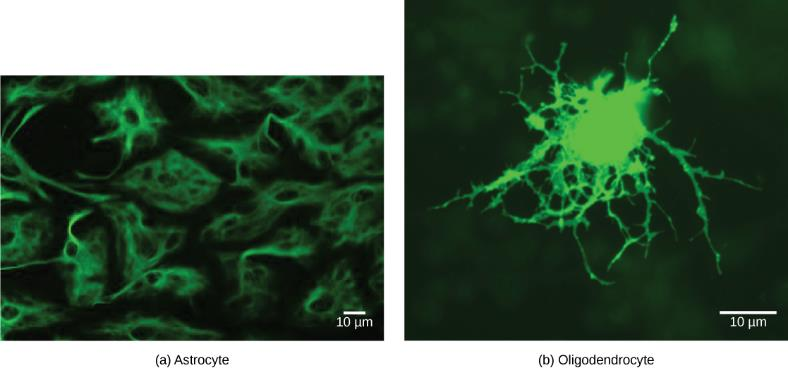 10 µm
10 µm
(a) Astrocyte
(b) Oligodendrocyte